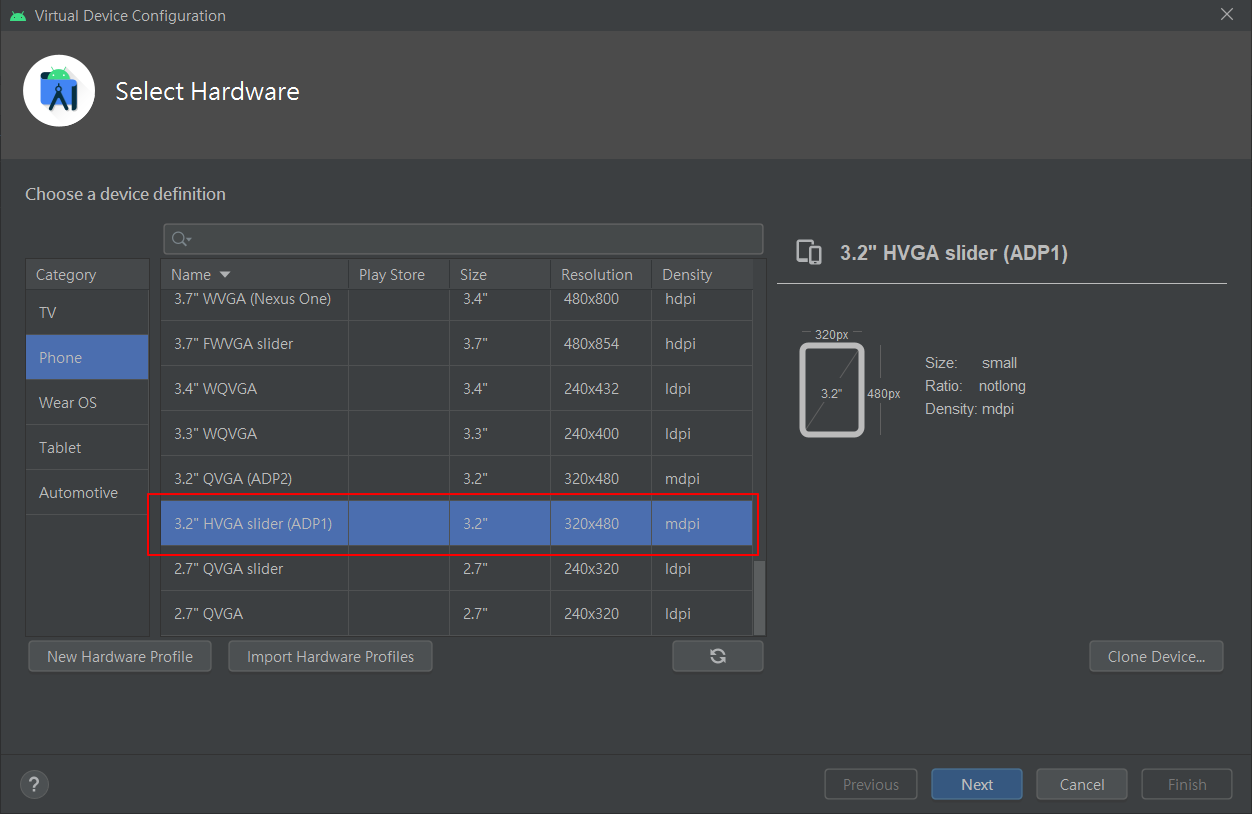 Virtual Device Configuration
Select Hardware
Choose a device definition
Category
TV
Phone
Wear OS
Tablet
Automotive
Name Play Store Size Resolution Density
3.7" WVGA (Nexus One) 3.4" 480x800 hdpi
3.7" FWVGA slider 3.7" 480x854 hdpi
3.4" WQVGA 3.4" 240x432 ldpi
3.3" WQVGA 3.3" 240x400 ldpi
3.2" QVGA (ADP2) 3.2" 320x480 mdpi
3.2" HVGA slider (ADP1) 3.2" 320x480 mdpi
2.7" QVGA slider 2.7" 240x320 ldpi
2.7" QVGA 2.7" 240x320 ldpi
3.2" HVGA slider (ADP1)
320px
3.2"
480px
Size: small
Ratio: notlong
Density: mdpi
New Hardware Profile
Import Hardware Profiles
Clone Device...
?
Previous
Next
Cancel
Finish